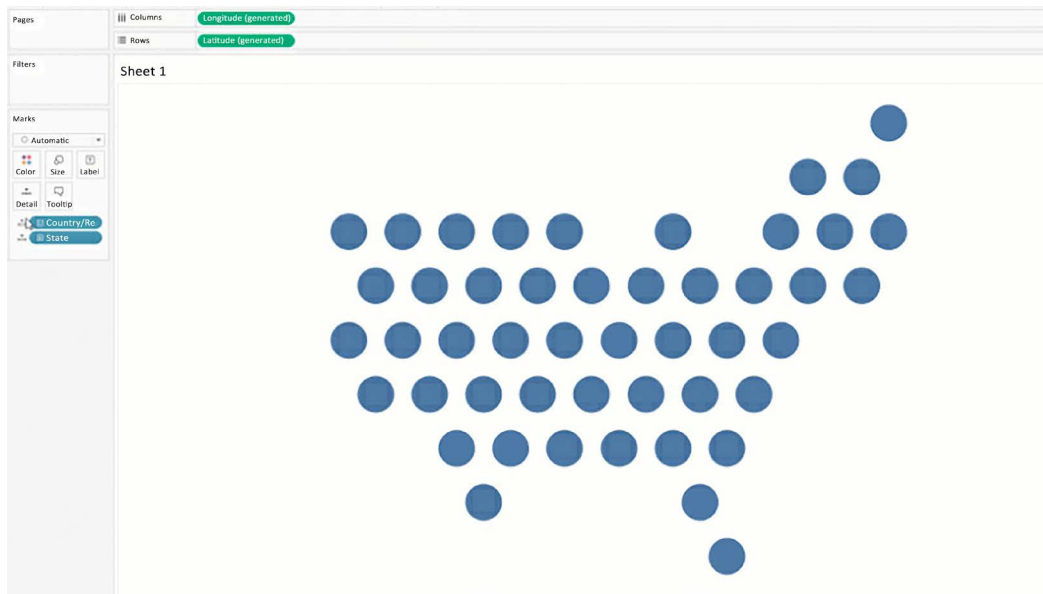 Pages
Columns
Longitude (generated)
Rows
Latitude (generated)
Filters
Sheet 1
Marks
Automatic
Color
Size
Label
Detail
Tooltip
Country/Re
State